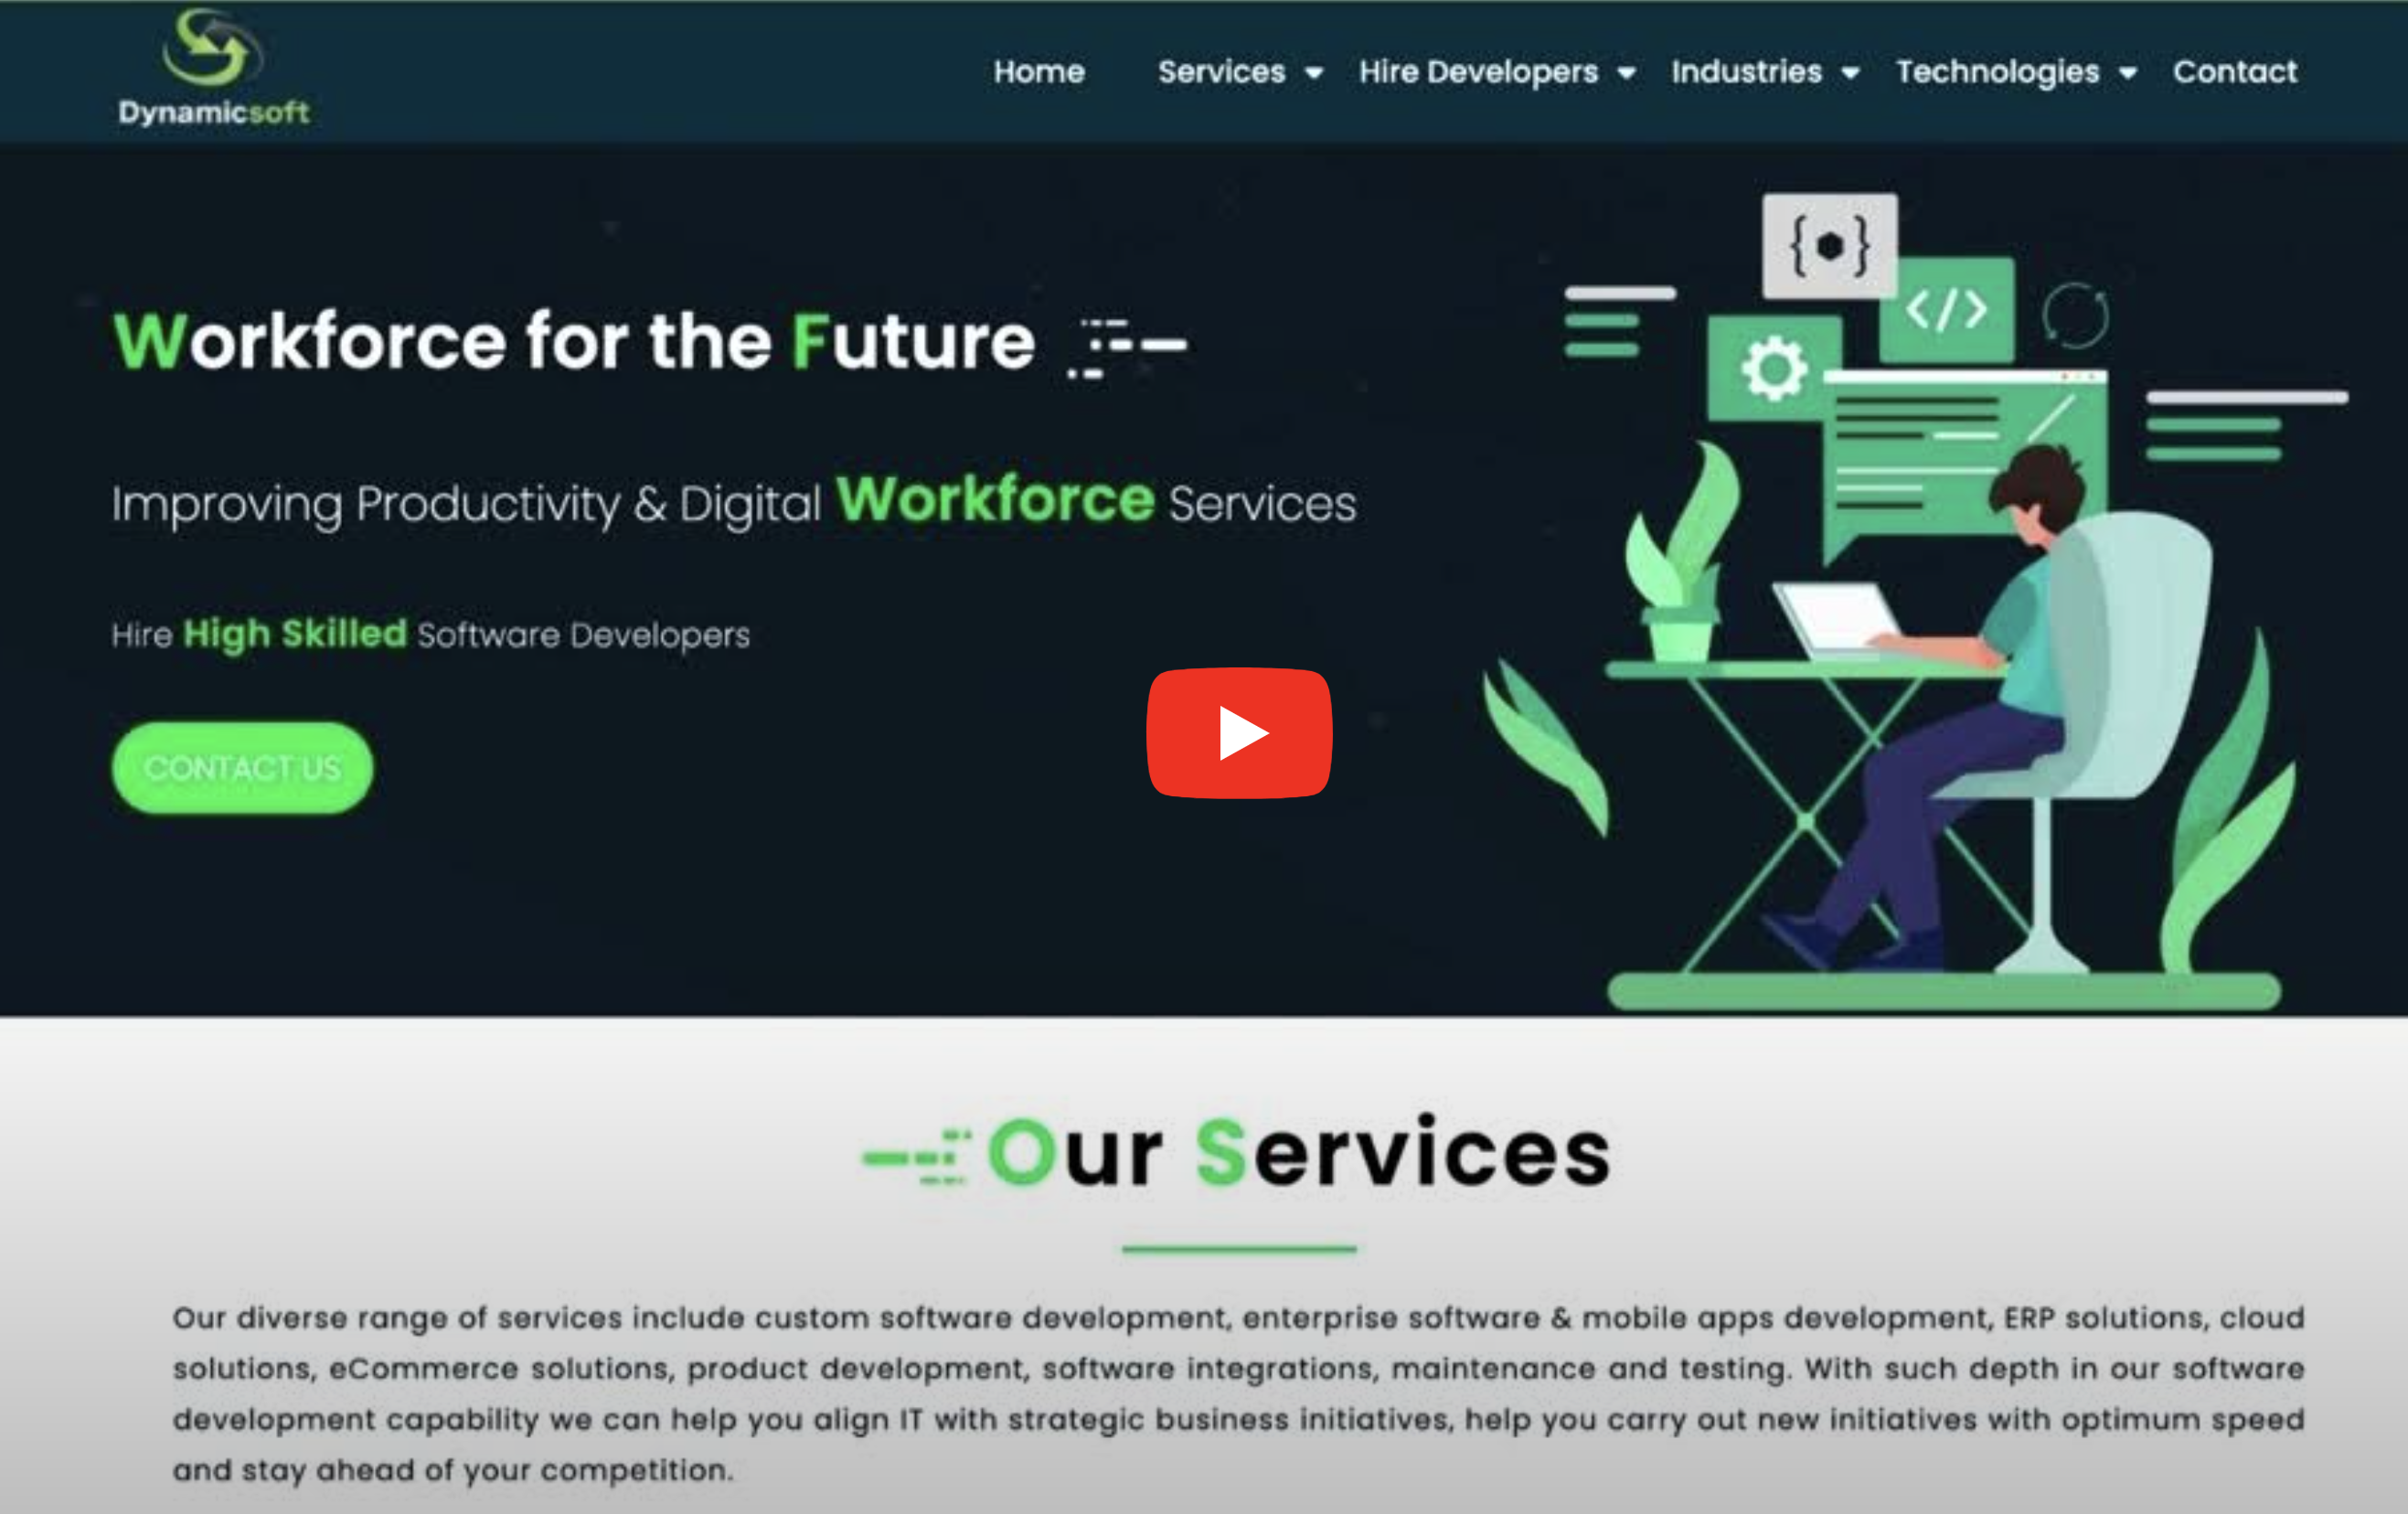 Dynamicsoft
Home Services Hire Developers Industries Technologies Contact
Workforce for the Future
Improving Productivity & Digital Workforce Services
Hire High Skilled Software Developers
CONTACT US
{ }
</>
Our Services
Our diverse range of services include custom software development, enterprise software & mobile apps development, ERP solutions, cloud
solutions, eCommerce solutions, product development, software integrations, maintenance and testing. With such depth in our software
development capability we can help you align IT with strategic business initiatives, help you carry out new initiatives with optimum speed
and stay ahead of your competition.